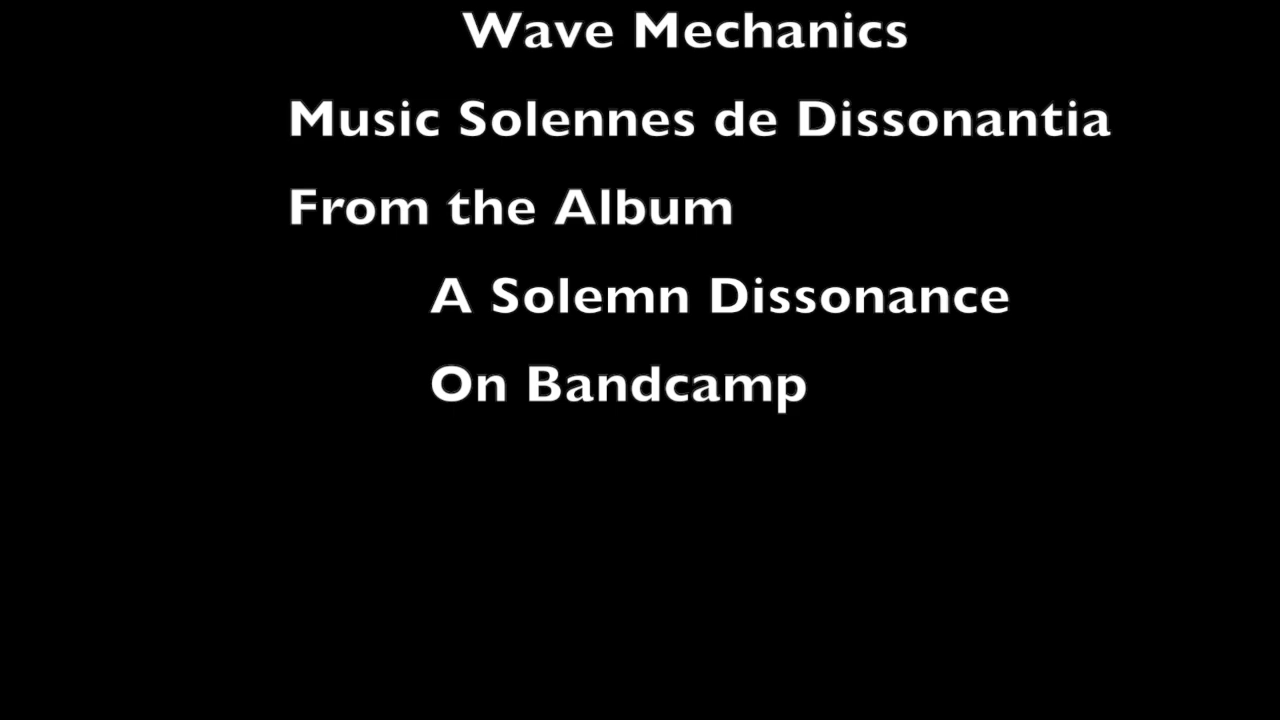 Wave Mechanics
Music Solennes de Dissonantia
From the Album
A Solemn Dissonance
On Bandcamp